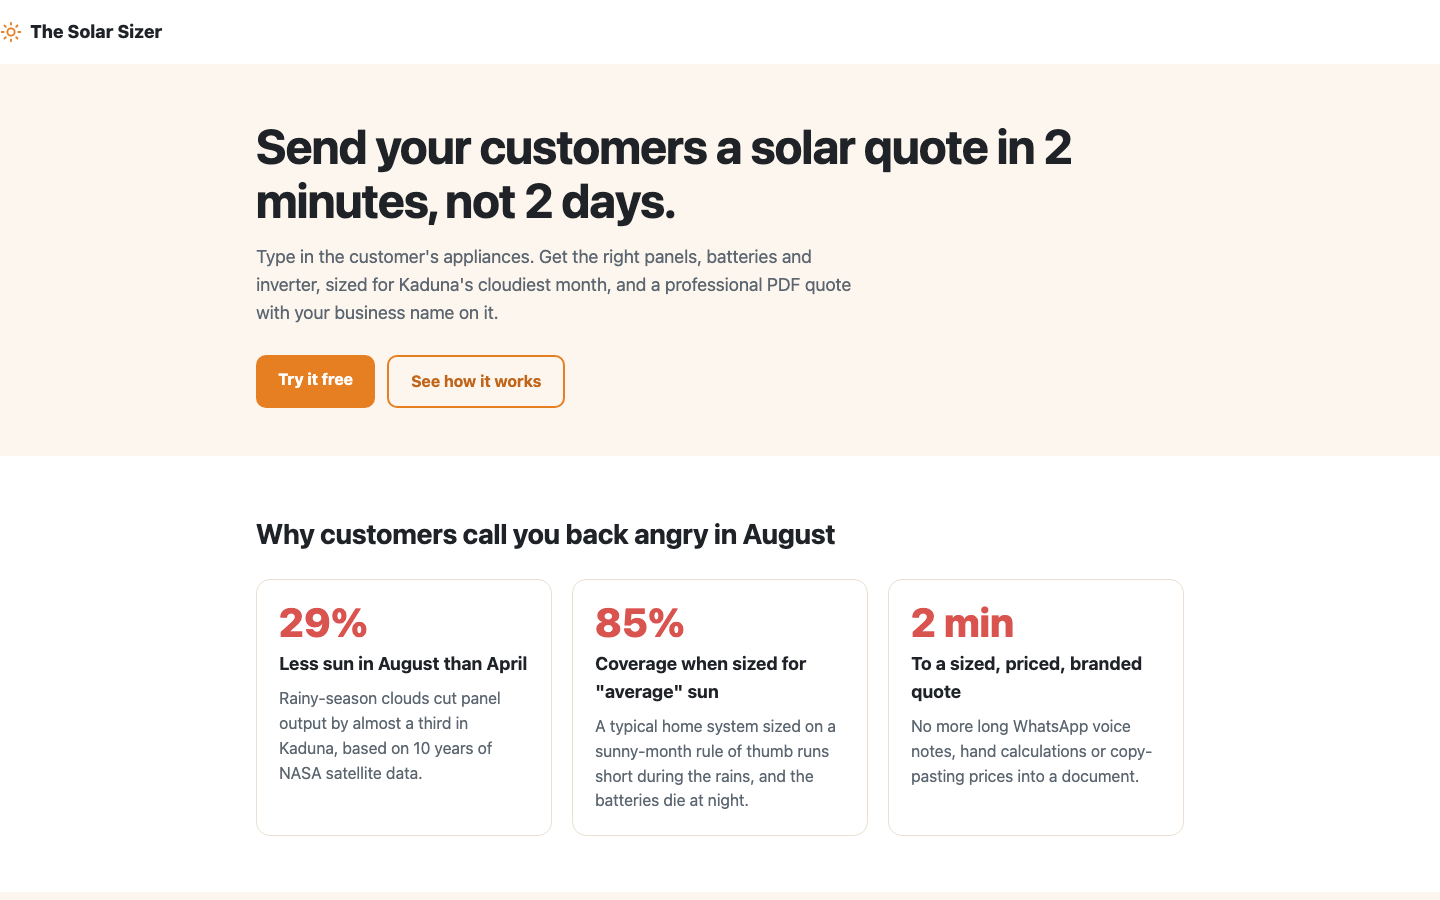 The Solar Sizer
Send your customers a solar quote in 2
minutes, not 2 days.
Type in the customer's appliances. Get the right panels, batteries and
inverter, sized for Kaduna's cloudiest month, and a professional PDF quote
with your business name on it.
Try it free
See how it works
Why customers call you back angry in August
29%
Less sun in August than April
Rainy-season clouds cut panel
output by almost a third in
Kaduna, based on 10 years of
NASA satellite data.
85%
Coverage when sized for
"average" sun
A typical home system sized on a
sunny-month rule of thumb runs
short during the rains, and the
batteries die at night.
2 min
To a sized, priced, branded
quote
No more long WhatsApp voice
notes, hand calculations or copy-
pasting prices into a document.